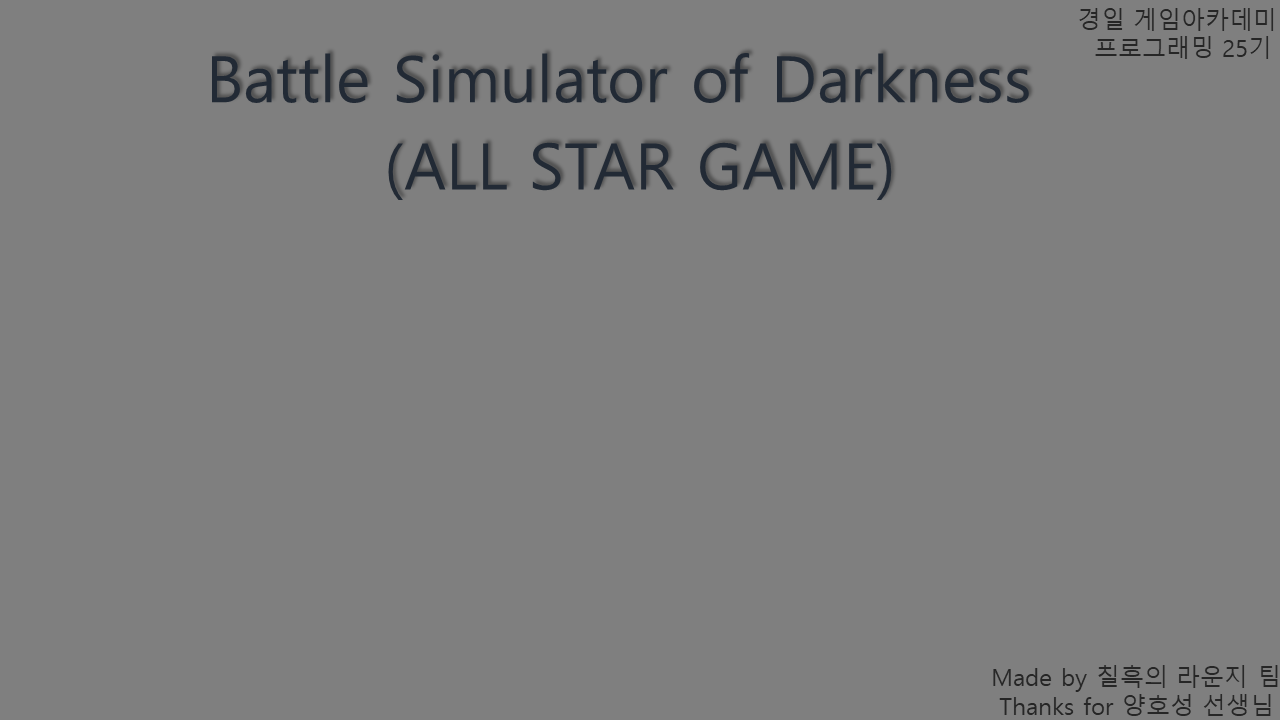 경일 게임아카데미
프로그래밍 25기
Battle Simulator of Darkness
(ALL STAR GAME)
Made by 칠흑의 라운지 팀
Thanks for 양호성 선생님